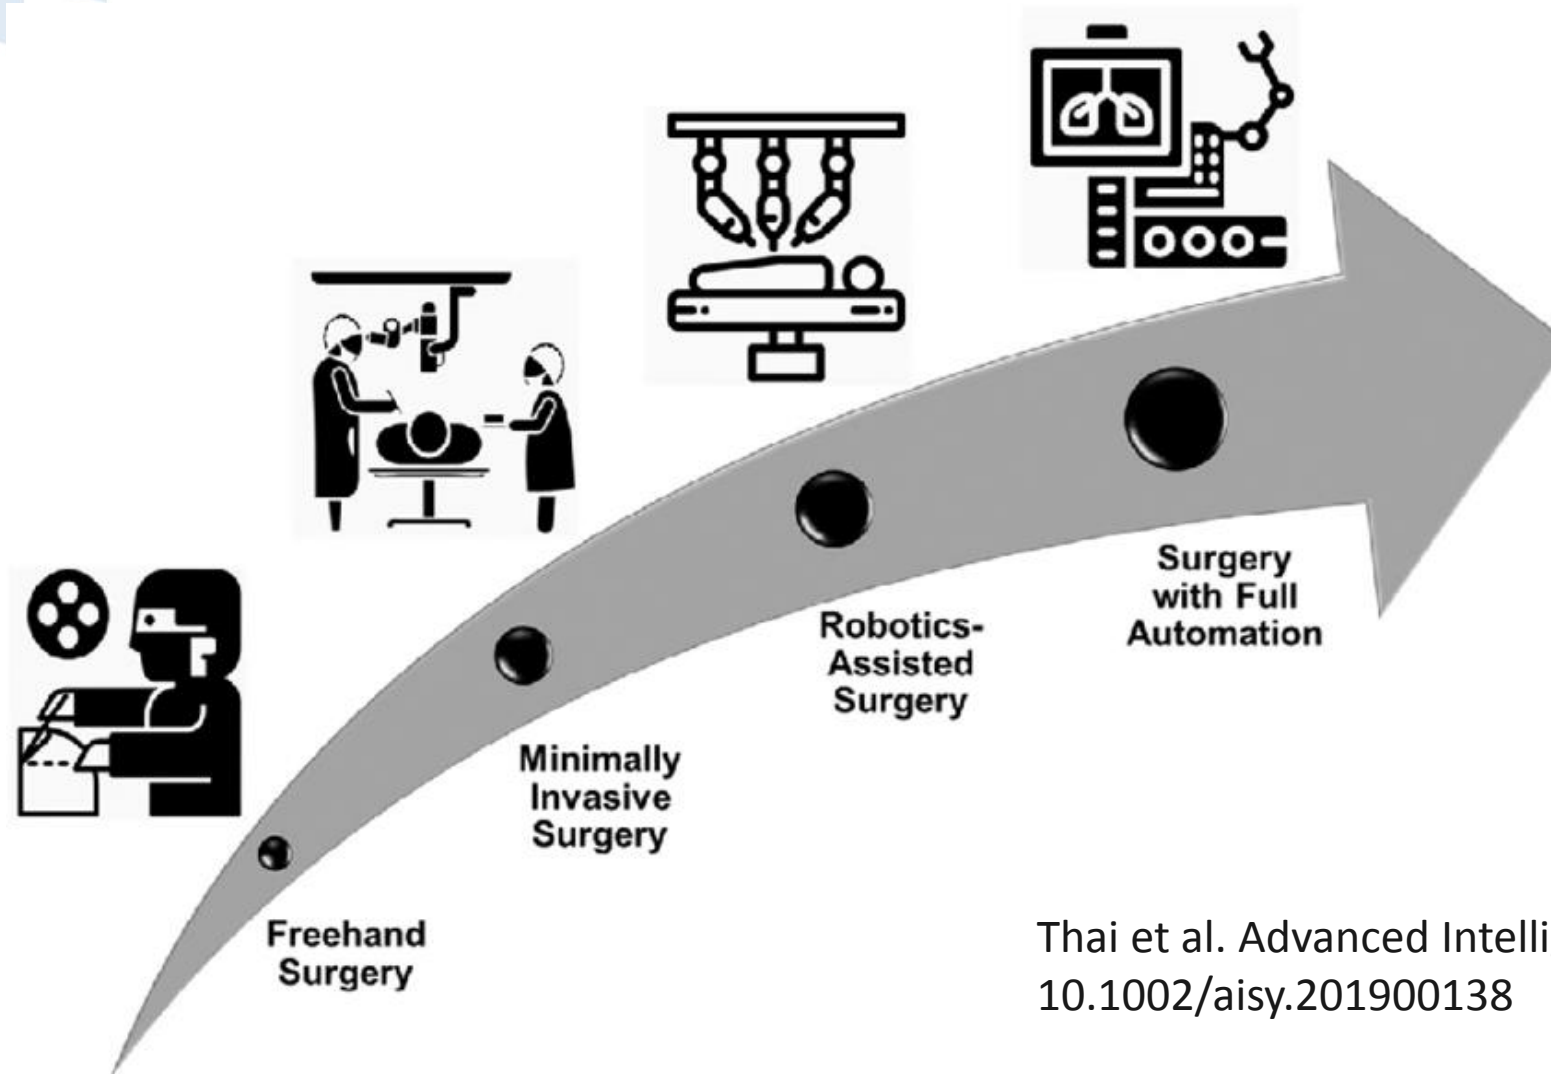 Freehand
Surgery
Minimally
Invasive
Surgery
Robotics-
Assisted
Surgery
Surgery
with Full
Automation
Thai et al. Advanced Intelli
10.1002/aisy.201900138